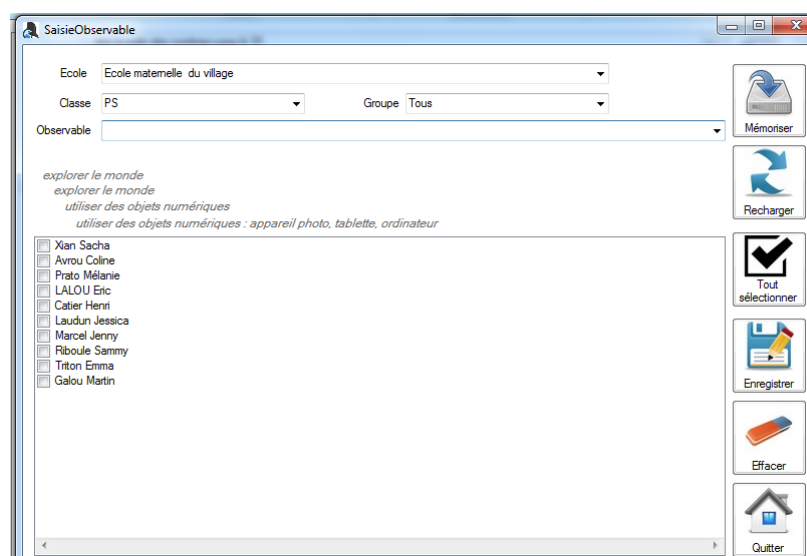 SaisieObservable
Ecole Ecole maternelle du village
Classe PS Groupe Tous
Observable
explorer le monde
explorer le monde
utiliser des objets numériques
utiliser des objets numériques : appareil photo, tablette, ordinateur
Xian Sacha
Avrou Coline
Prato Mélanie
LALOU Eric
Catier Henri
Laudun Jessica
Marcel Jenny
Riboule Sammy
Triton Emma
Galou Martin
Mémoriser
Recharger
Tout
sélectionner
Enregistrer
Effacer
Quitter